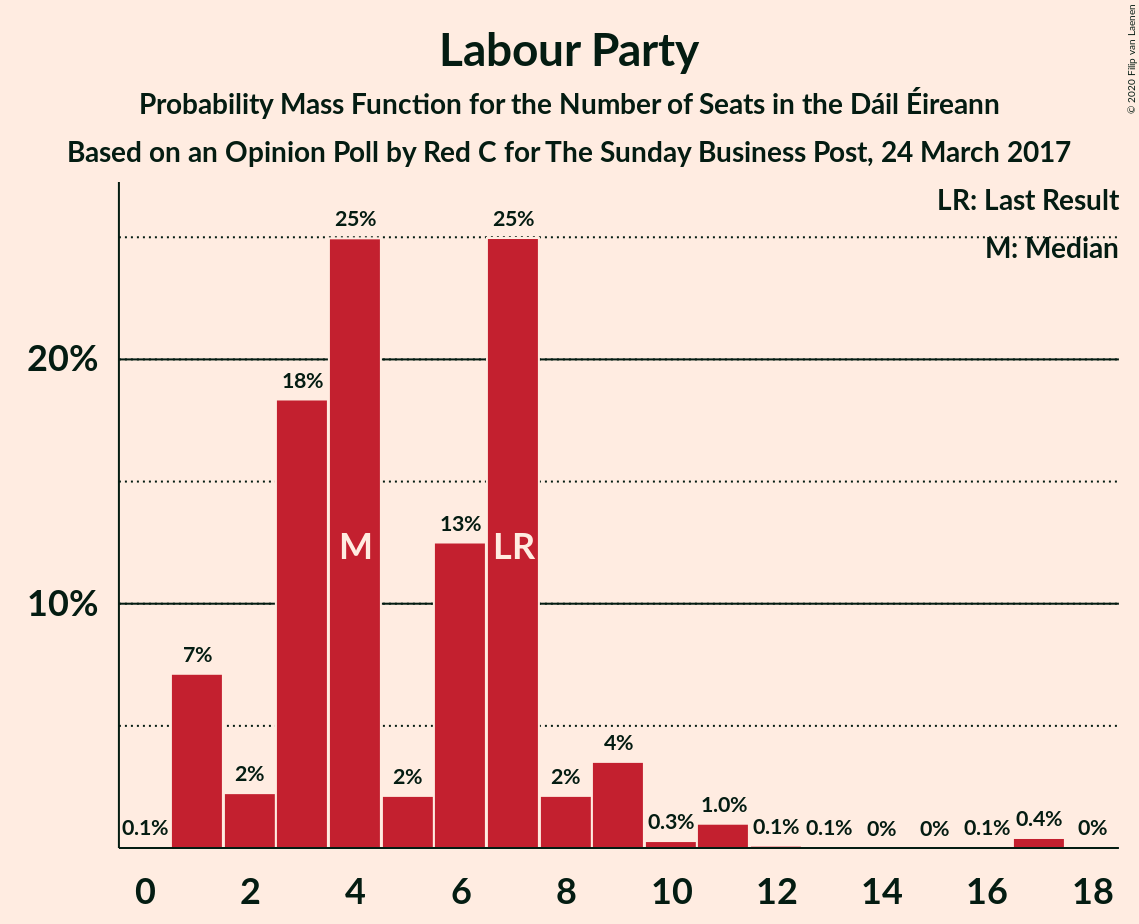 © 2020 Filip van Laenen
Labour Party
Probability Mass Function for the Number of Seats in the Dáil Éireann
Based on an Opinion Poll by Red C for The Sunday Business Post, 24 March 2017
LR: Last Result
M: Median
25% 25%
20%
18%
13%
M LR
10%
7%
4%
2% 2% 2%
0.1% 0.3% 1.0% 0.1% 0.1% 0% 0% 0.1% 0.4% 0%
0 2 4 6 8 10 12 14 16 18